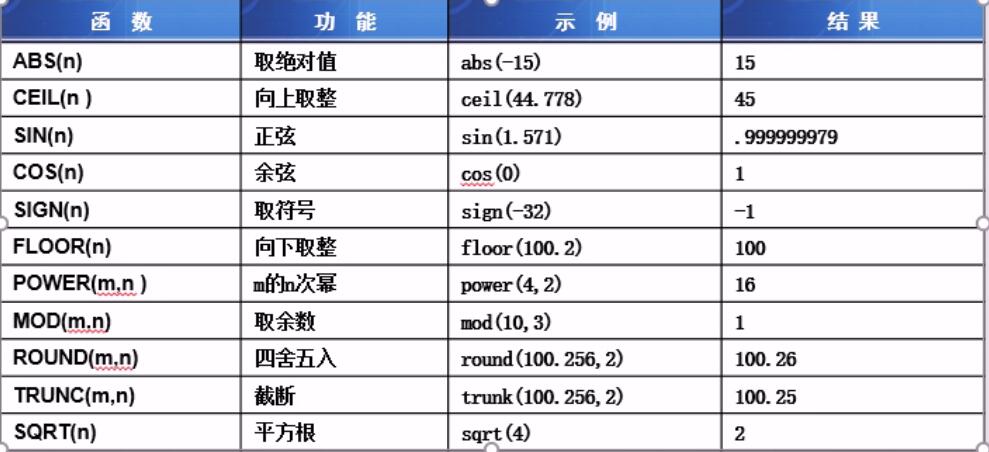 函 数 功 能 示 例 结 果
ABS(n) 取绝对值 abs(-15) 15
CEIL(n ) 向上取整 ceil(44.778) 45
SIN(n) 正弦 sin(1.571) .999999979
COS(n) 余弦 cos(0) 1
SIGN(n) 取符号 sign(-32) -1
FLOOR(n) 向下取整 floor(100.2) 100
POWER(m,n ) m的n次幂 power(4,2) 16
MOD(m,n) 取余数 mod(10,3) 1
ROUND(m,n) 四舍五入 round(100.256,2) 100.26
TRUNC(m,n) 截断 trunk(100.256,2) 100.25
SQRT(n) 平方根 sqrt(4) 2